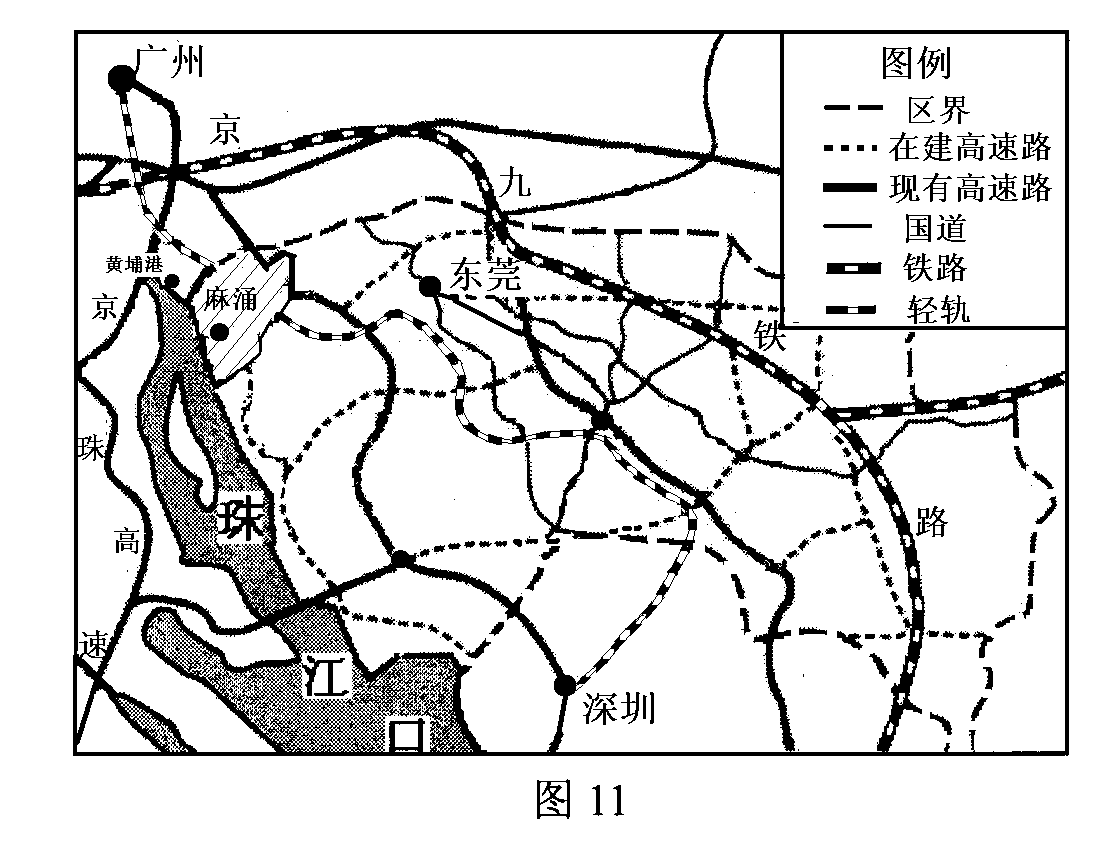 广州
京
九
铁
路
图例
区界
在建高速路
现有高速路
国道
铁路
轻轨
黄埔港
麻涌
东莞
京
珠
高
速
珠
江
口
深圳
图 11